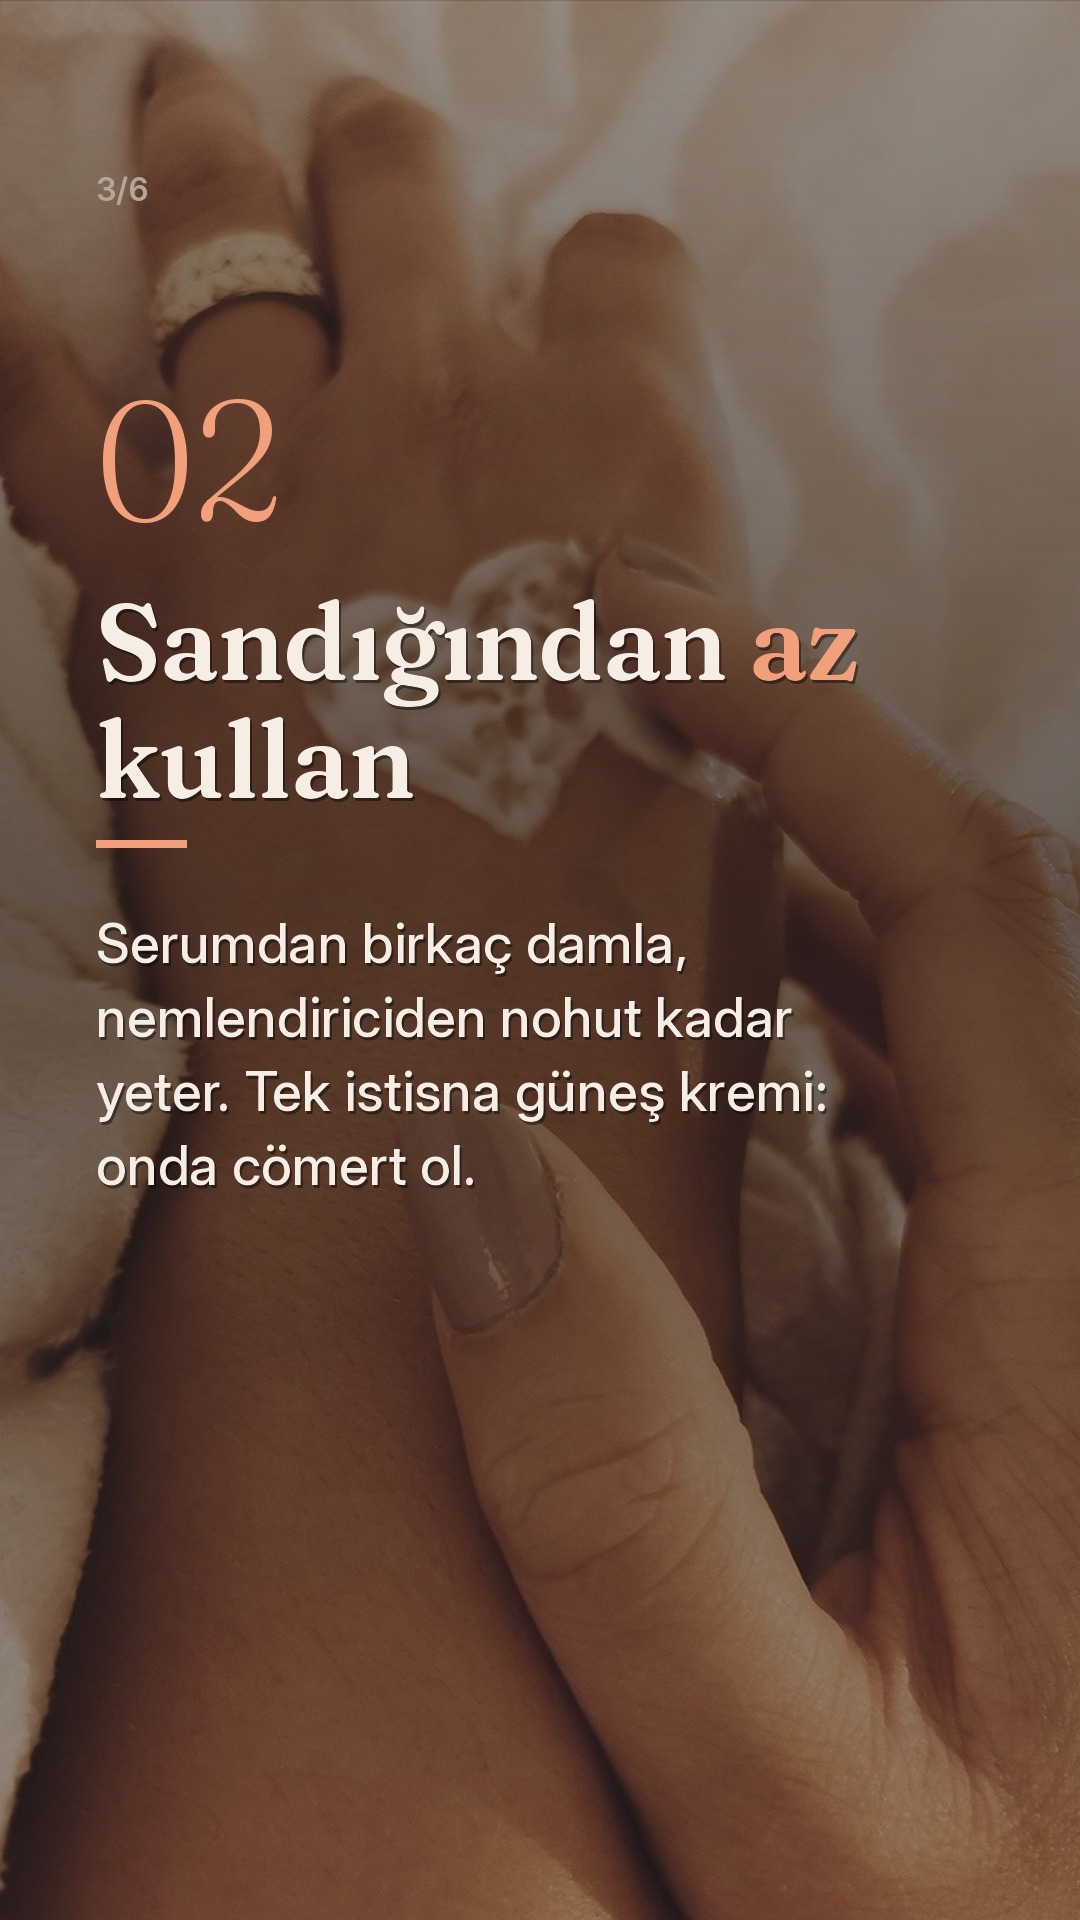 3/6
02
Sandığından az
kullan
Serumdan birkaç damla,
nemlendiriciden nohut kadar
yeter. Tek istisna güneş kremi:
onda cömert ol.